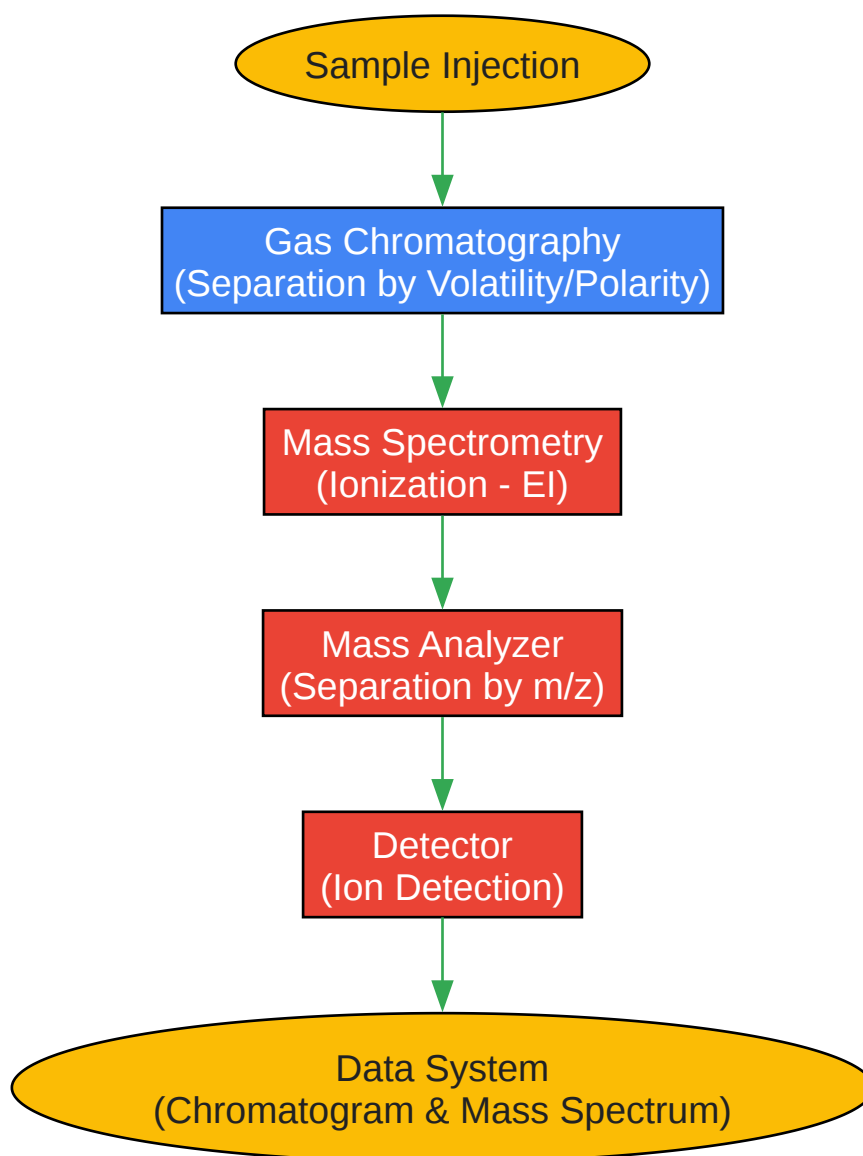 Sample Injection
Gas Chromatography
(Separation by Volatility/Polarity)
Mass Spectrometry
(Ionization - EI)
Mass Analyzer
(Separation by m/z)
Detector
(Ion Detection)
Data System
(Chromatogram & Mass Spectrum)